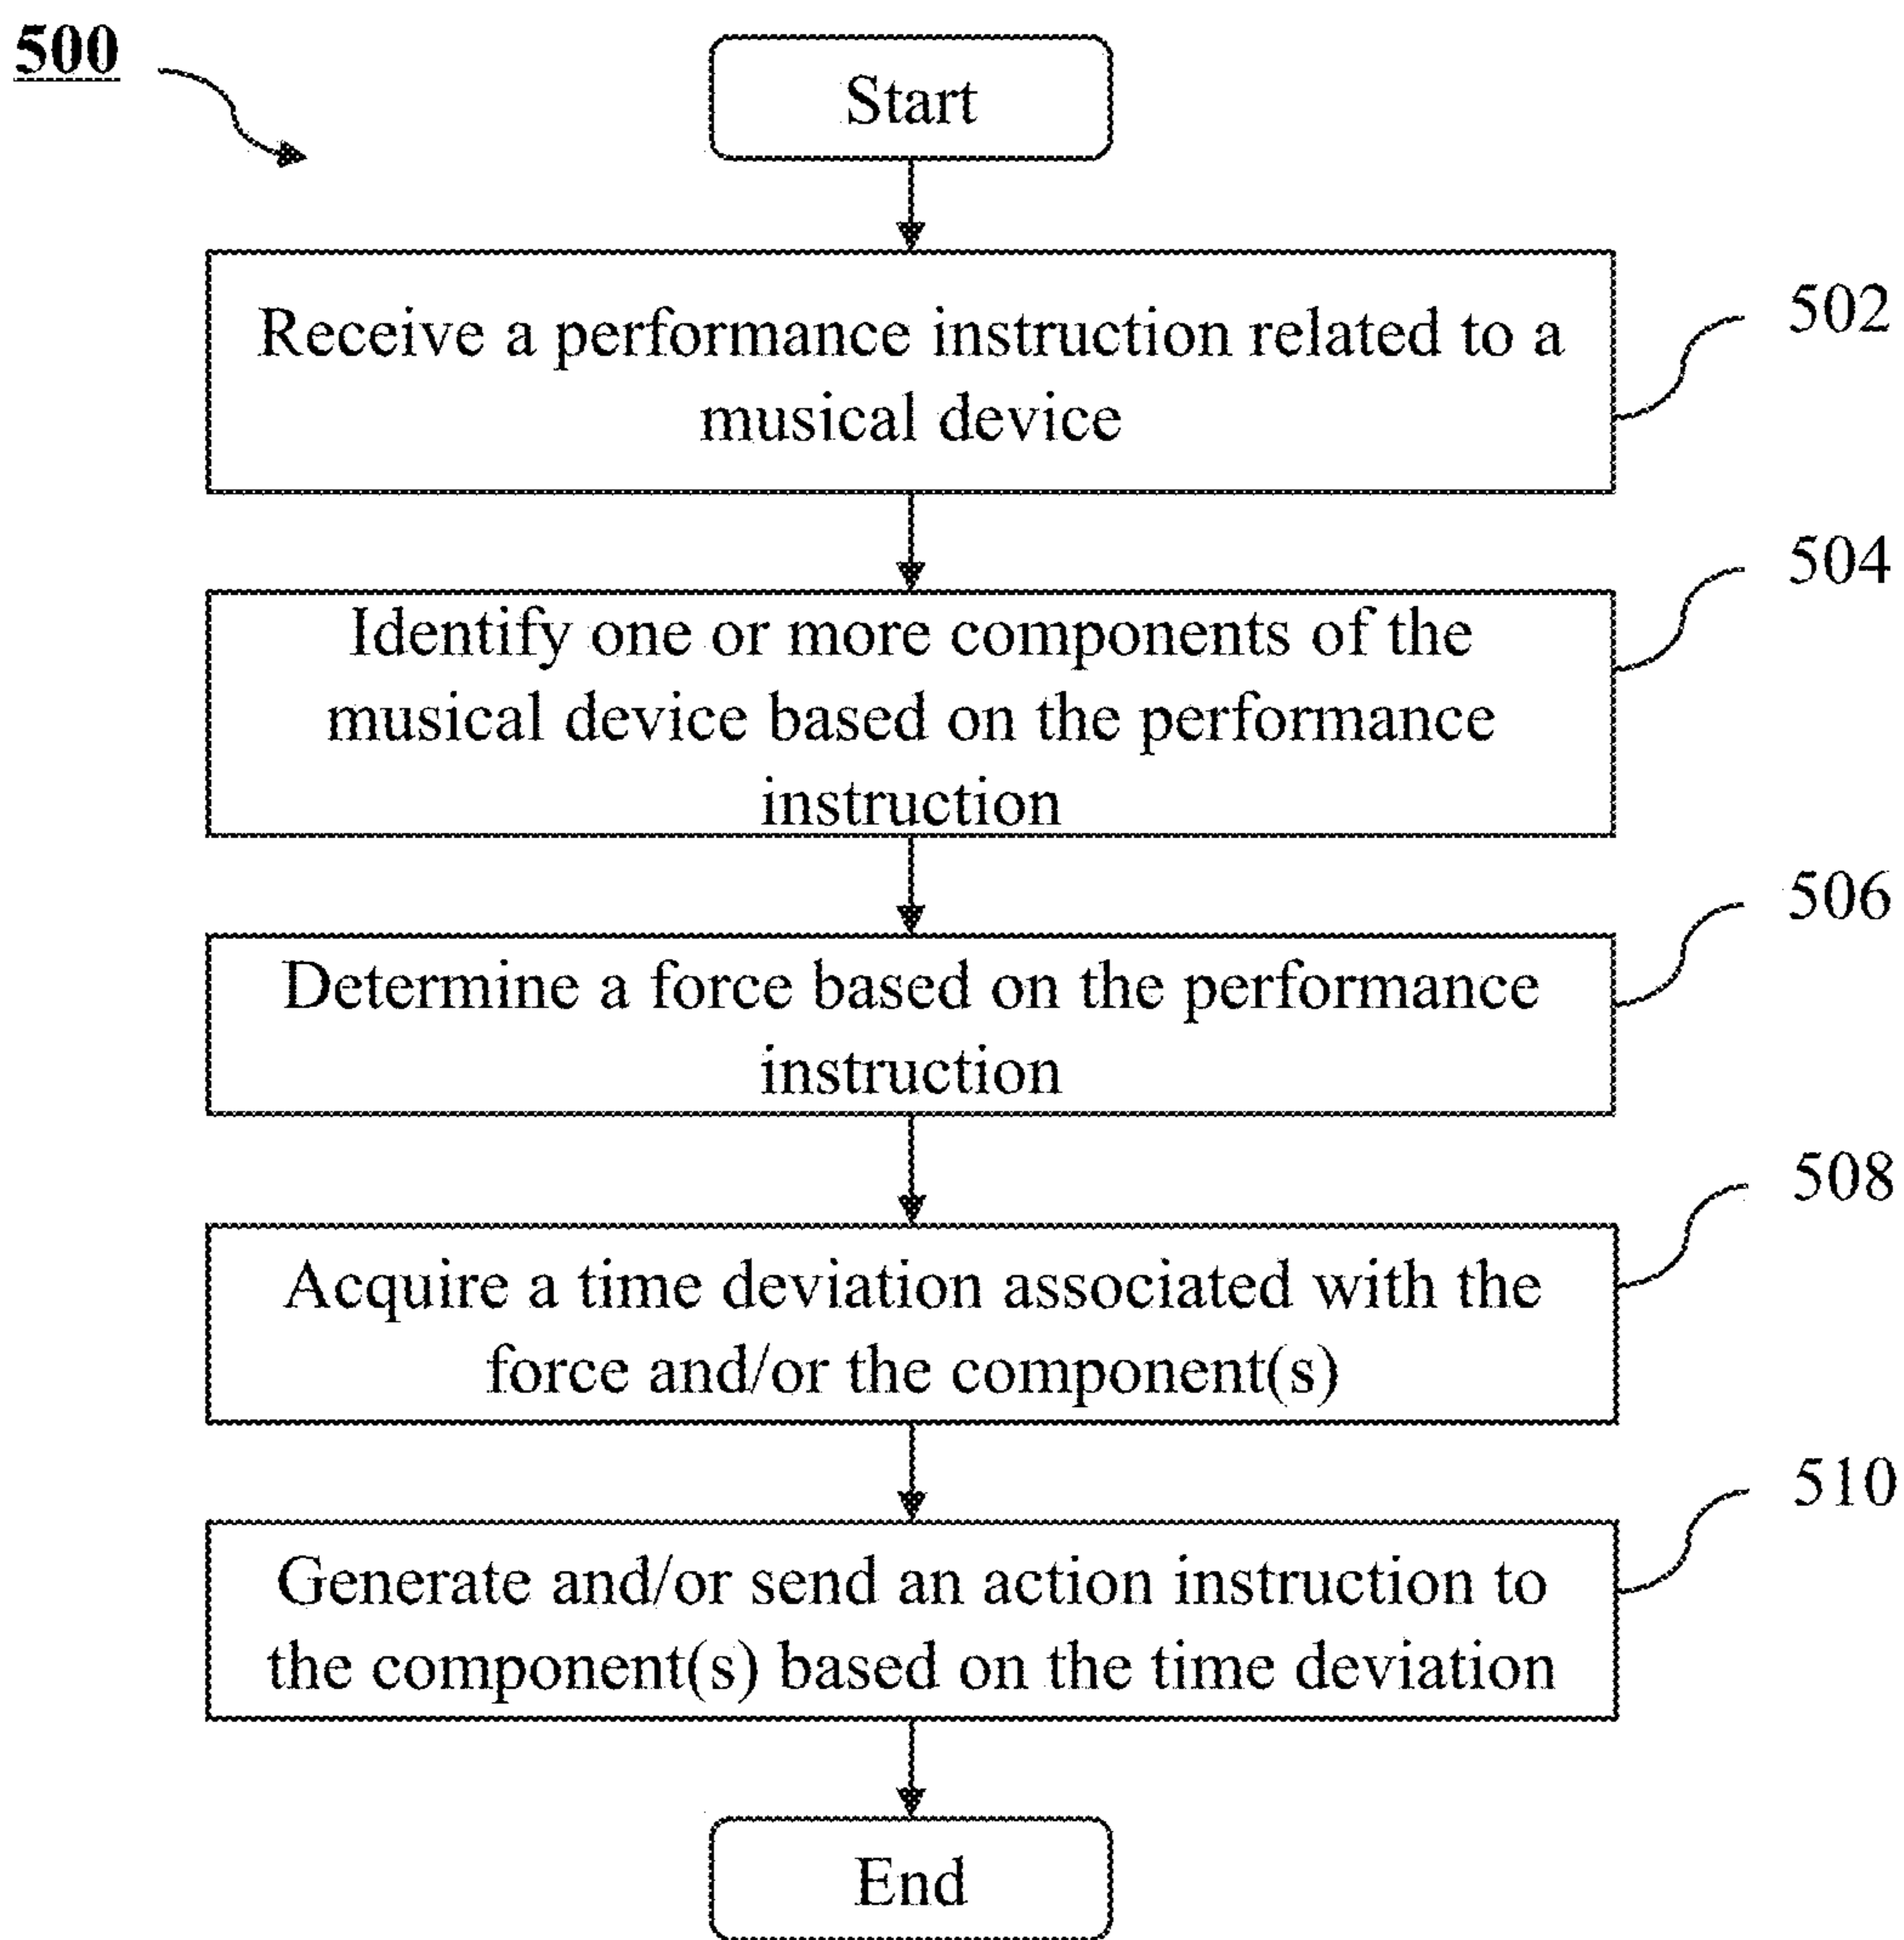 500
Start
Receive a performance instruction related to a
musical device
502
Identify one or more components of the
musical device based on the performance
instruction
504
Determine a force based on the performance
instruction
506
Acquire a time deviation associated with the
force and/or the component(s)
508
Generate and/or send an action instruction to
the component(s) based on the time deviation
510
End